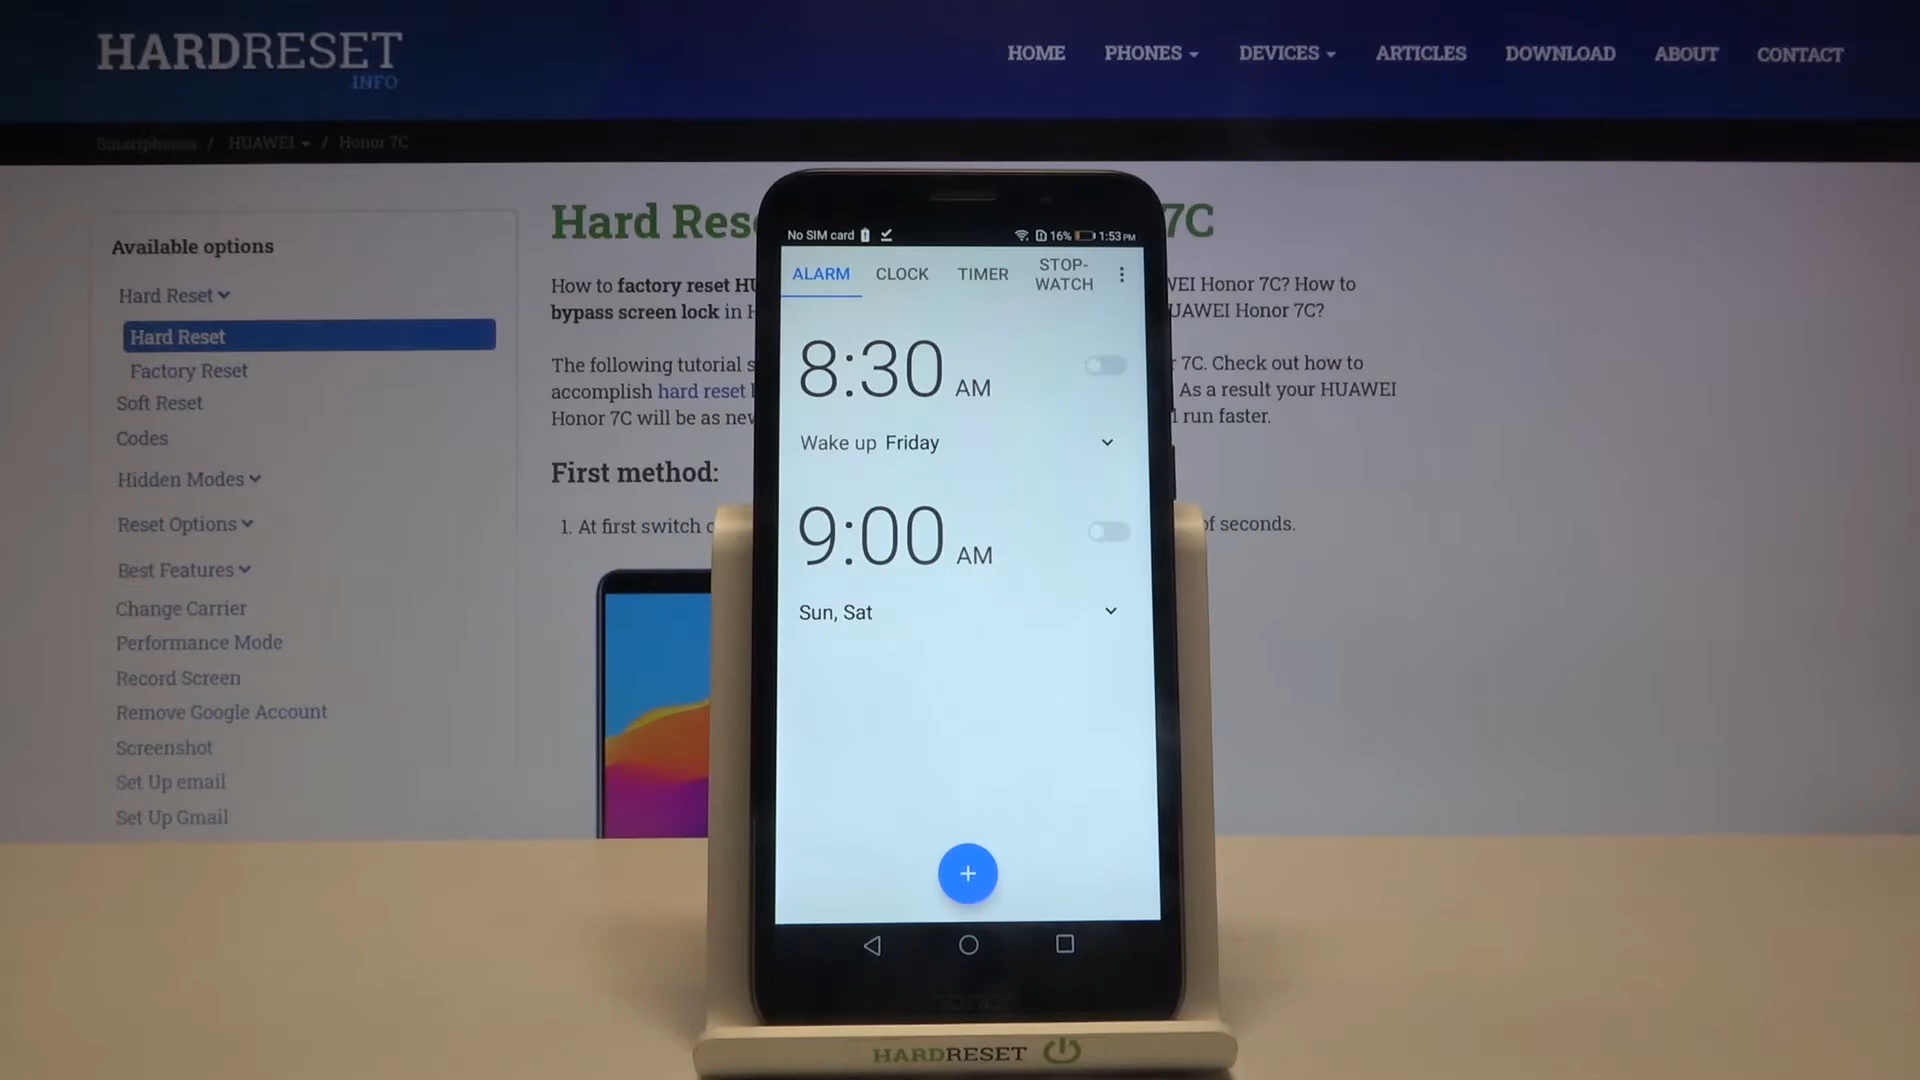 HARDRESET
INFO
HOME PHONES DEVICES ARTICLES DOWNLOAD ABOUT CONTACT
Smartphones / HUAWEI / Honor 7C
Available options
Hard Reset
Hard Reset
Factory Reset
Soft Reset
Codes
Hidden Modes
Reset Options
Best Features
Change Carrier
Performance Mode
Record Screen
Remove Google Account
Screenshot
Set Up email
Set Up Gmail
Hard 7C
How to factory reset Honor 7C? How to
bypass screen lock in Honor 7C?
The following tutorial 7C. Check out how to
accomplish hard reset As a result your HUAWEI
Honor 7C will be as run faster.
First method:
1. At first switch of seconds.
No SIM card 16% 1:53 PM
ALARM CLOCK TIMER STOP-
WATCH
8:30 AM
Wake up Friday
9:00 AM
Sun, Sat
+
honor
HARDRESET